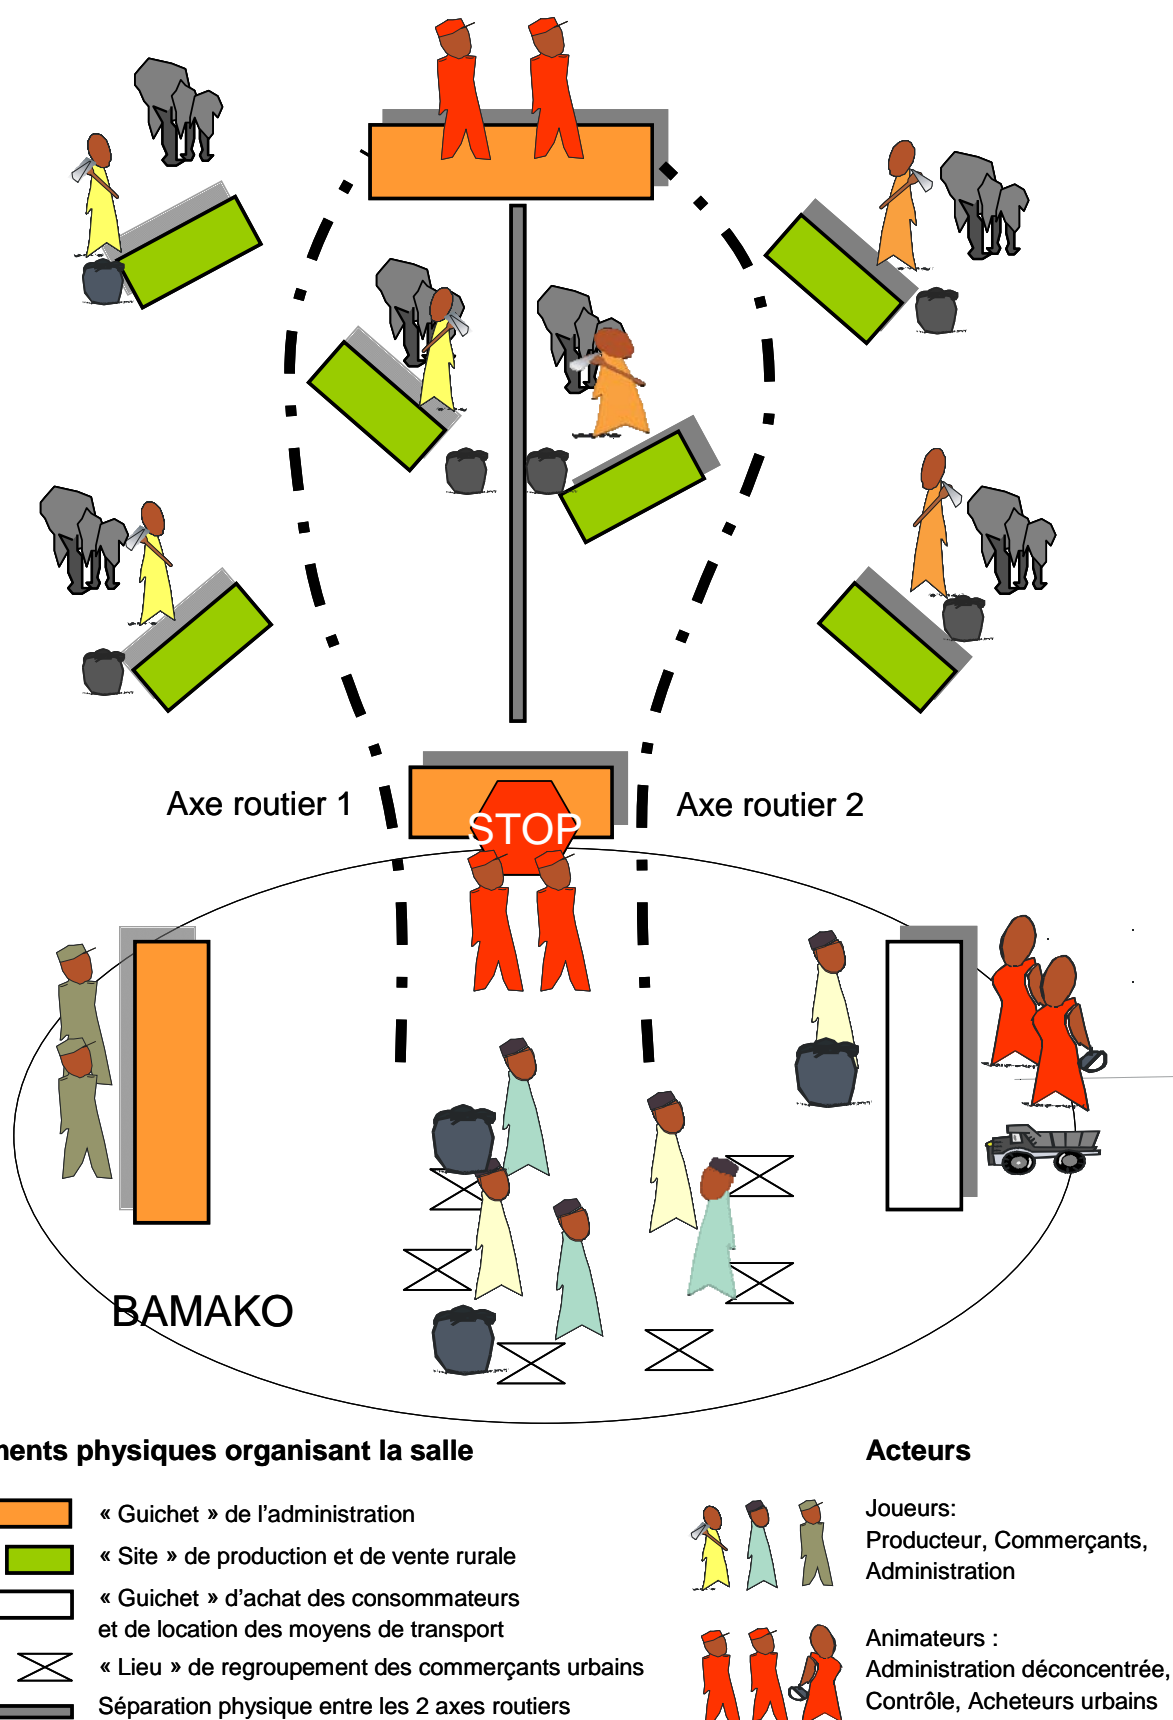 Axe routier 1
Axe routier 2
STOP
BAMAKO
ments physiques organisant la salle
« Guichet » de l'administration
« Site » de production et de vente rurale
« Guichet » d'achat des consommateurs
et de location des moyens de transport
« Lieu » de regroupement des commerçants urbains
Séparation physique entre les 2 axes routiers
Acteurs
Joueurs:
Producteur, Commerçants,
Administration
Animateurs :
Administration déconcentrée,
Contrôle, Acheteurs urbains